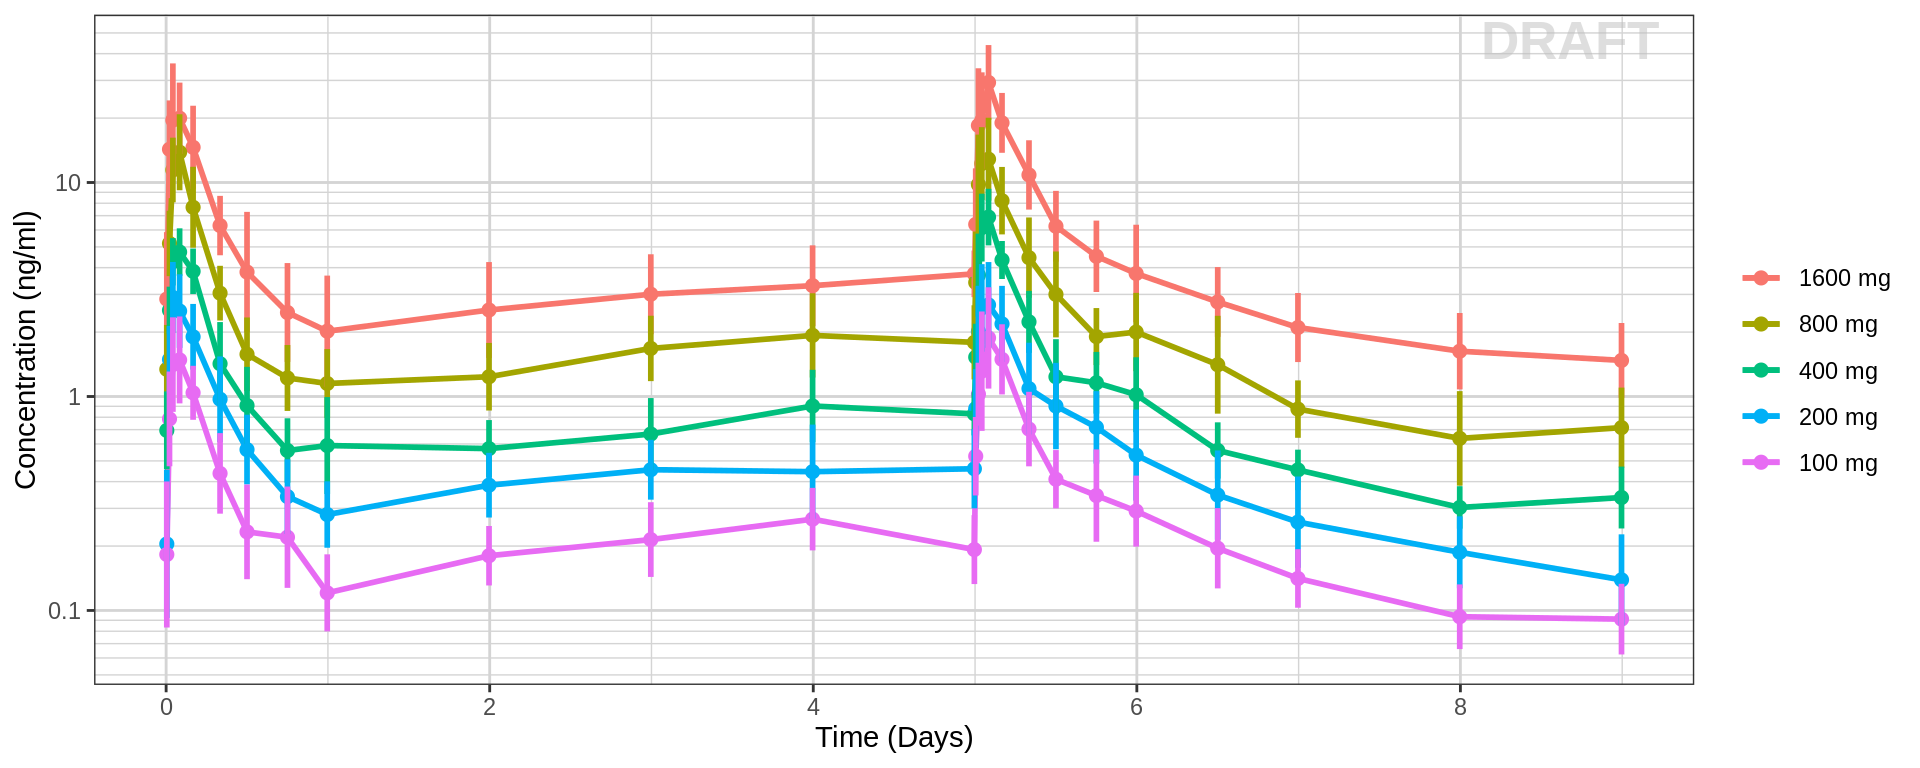 DRAFT
Concentration (ng/ml)
10
1
0.1
0 2 4 6 8
Time (Days)
1600 mg
800 mg
400 mg
200 mg
100 mg